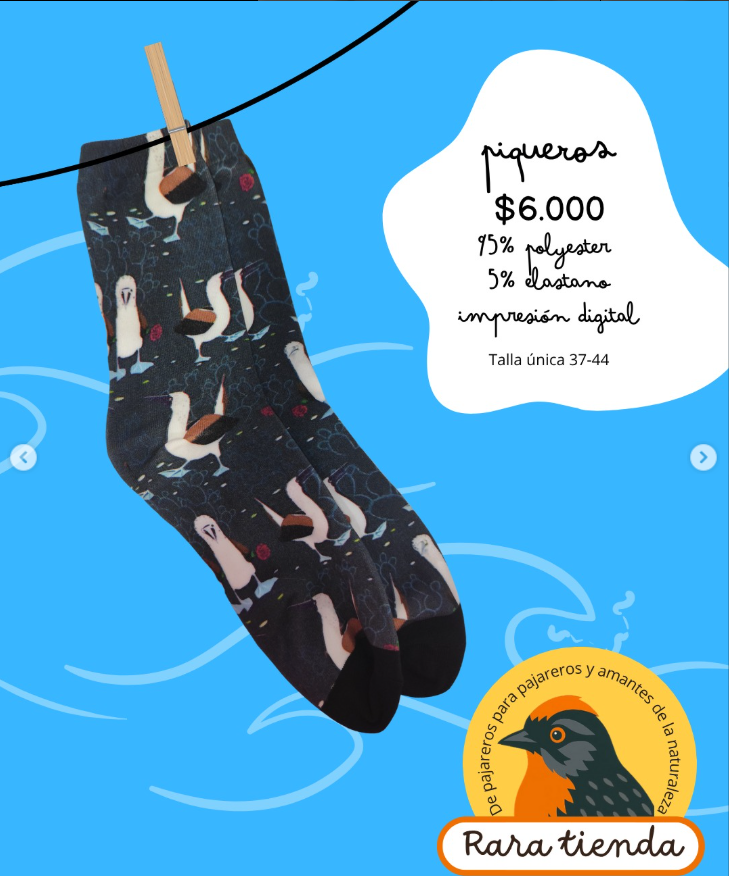 piqueros
$6.000
95% polyester
5% elastano
impresión digital
Talla única 37-44
De pajareros para pajareros y amantes de la naturaleza
Rara tienda